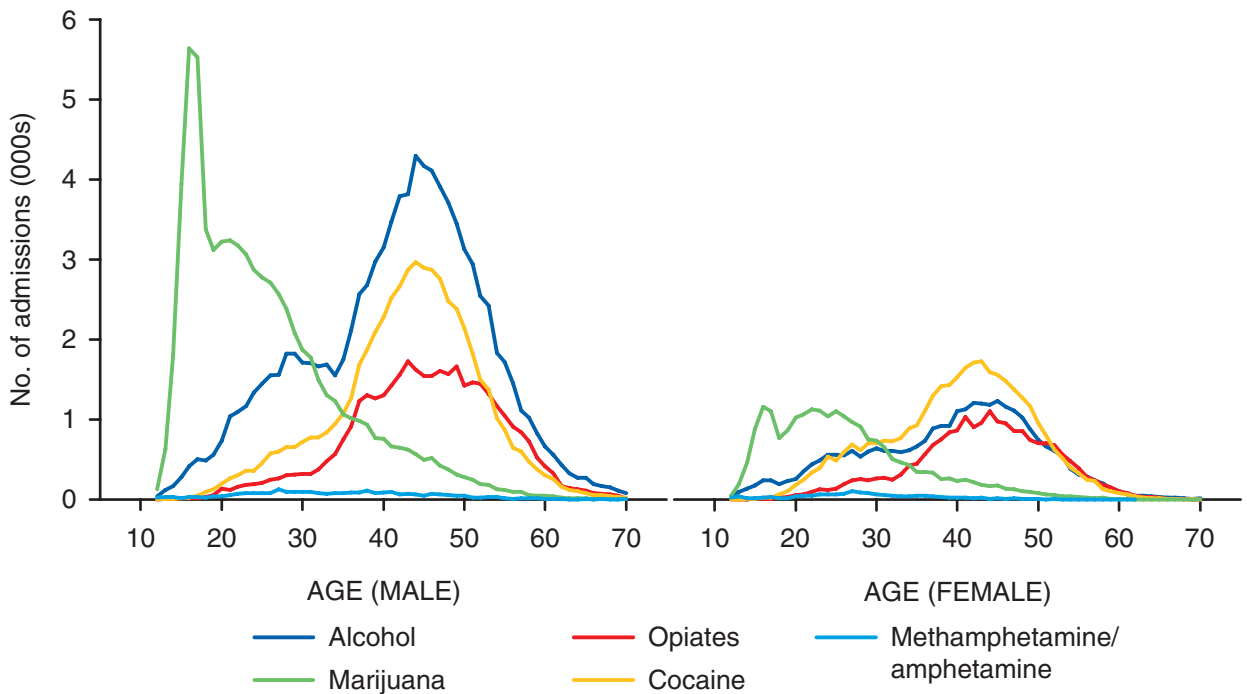 No. of admissions (000s)
6
5
4
3
2
1
0
10 20 30 40 50 60 70
10 20 30 40 50 60 70
AGE (MALE)
AGE (FEMALE)
Alcohol
Opiates
Methamphetamine/
amphetamine
Marijuana
Cocaine